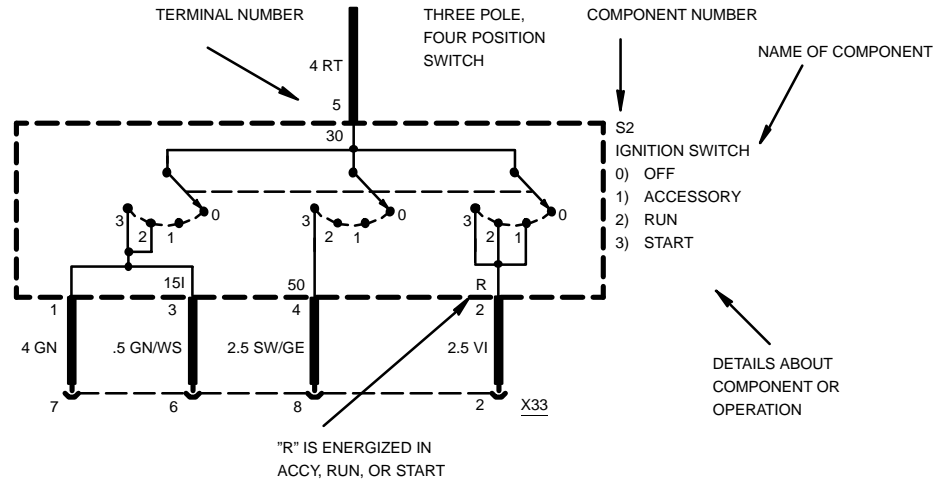 TERMINAL NUMBER
THREE POLE,
FOUR POSITION
SWITCH
COMPONENT NUMBER
NAME OF COMPONENT
4 RT
5
30
S2
IGNITION SWITCH
0) OFF
1) ACCESSORY
2) RUN
3) START
3 2 1 0
3 2 1 0
3 2 1 0
15I
50
R
1
3
4
2
4 GN
.5 GN/WS
2.5 SW/GE
2.5 VI
7
6
8
2
X33
DETAILS ABOUT
COMPONENT OR
OPERATION
"R" IS ENERGIZED IN
ACCY, RUN, OR START